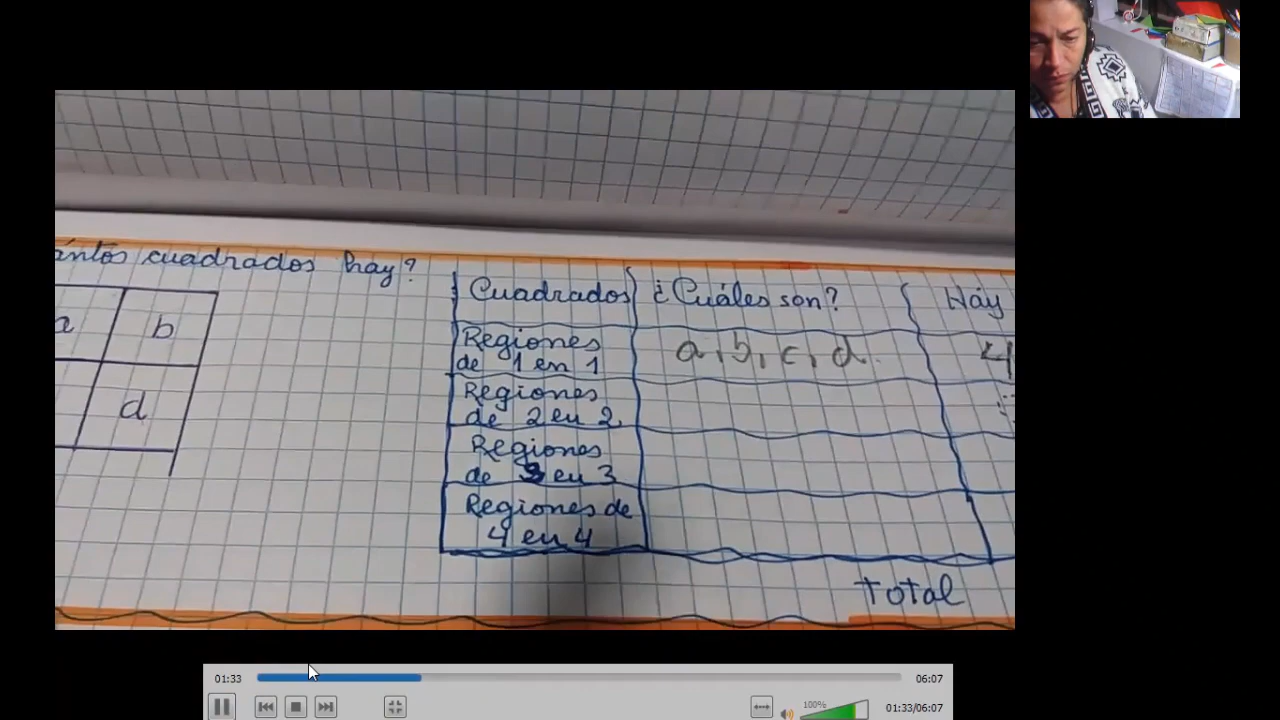 ántos cuadrados hay?
a b
d
Cuadrados ¿Cuáles son? Hay
Regiones
de 1 en 1 a, b, c, d. 4
Regiones
de 2 en 2
Regiones
de 3 en 3
Regiones de
4 en 4
Total
01:33 06:07
100% 01:33/06:07